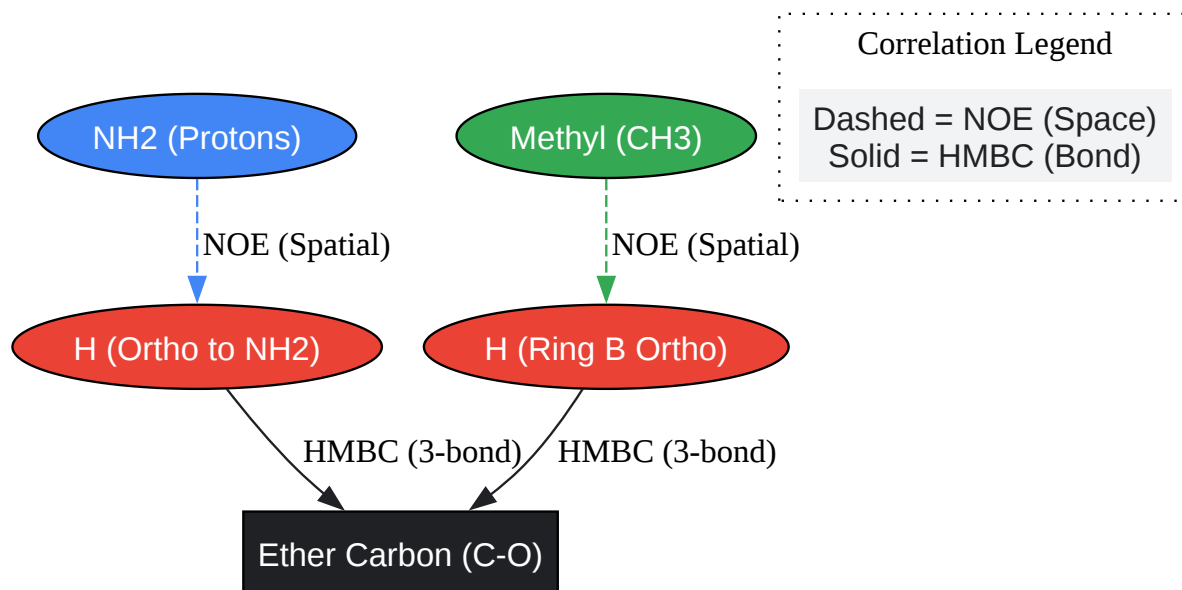 Correlation Legend
Dashed = NOE (Space)
Solid = HMBC (Bond)
NH2 (Protons)
Methyl (CH3)
NOE (Spatial)
NOE (Spatial)
H (Ortho to NH2)
H (Ring B Ortho)
HMBC (3-bond)
HMBC (3-bond)
Ether Carbon (C-O)